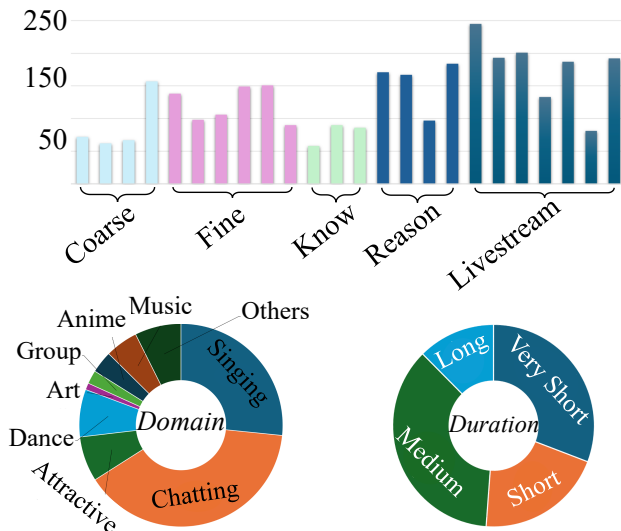 250
150
50
Coarse
Fine
Know
Reason
Livestream
Music
Others
Anime
Group
Art
Dance
Attractive
Singing
Chatting
Domain
Long
Very Short
Medium
Short
Duration